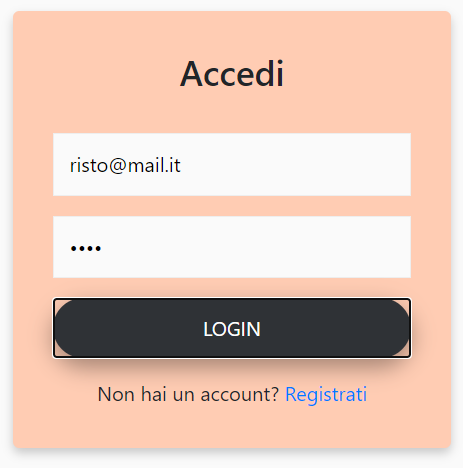 Accedi
risto@mail.it
••••
LOGIN
Non hai un account? Registrati